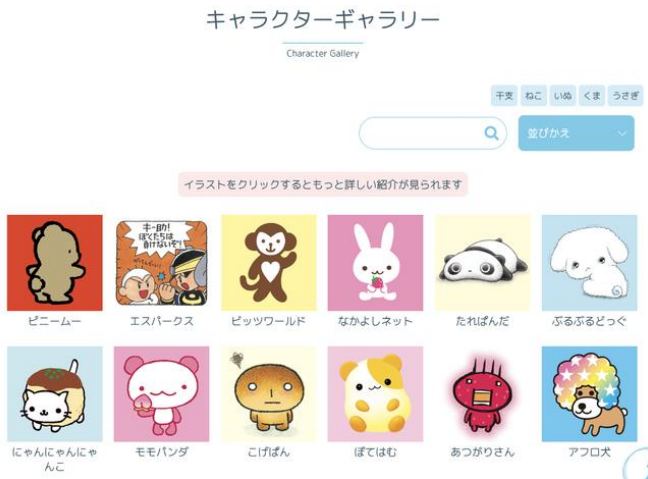 キャラクターギャラリー
Character Gallery
干支 ねこ いぬ くま うさぎ
並びかえ
イラストをクリックするともっと詳しい紹介が見られます
キー助!
ぼくたちは
負けないぞ!
ピニームー
エスパークス
ピッツワールド
なかよしネット
たれぱんだ
ぷるぷるどっぐ
にゃんにゃんにゃ
んこ
モモパンダ
こげぱん
ぽてはむ
あつがりさん
アフロ犬